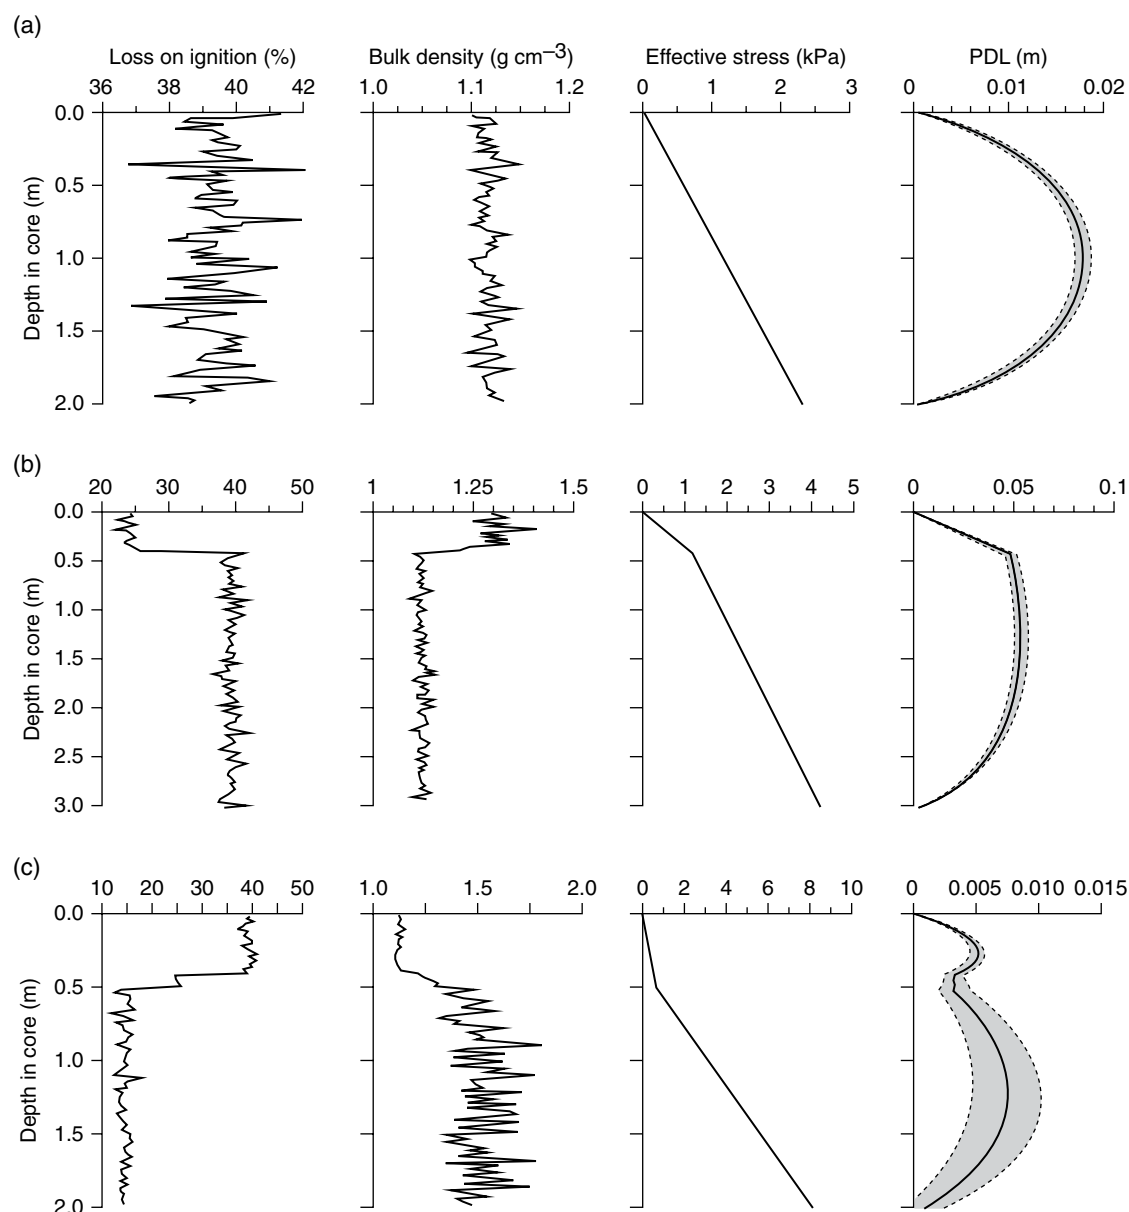 (a)
Loss on ignition (%) Bulk density (g cm–3) Effective stress (kPa) PDL (m)
36 38 40 42 1.0 1.1 1.2 0 1 2 3 0 0.01 0.02
0.0
0.5
1.0
1.5
2.0
Depth in core (m)
(b)
20 30 40 50 1 1.25 1.5 0 1 2 3 4 5 0 0.05 0.1
0.0
0.5
1.0
1.5
2.0
2.5
3.0
Depth in core (m)
(c)
10 20 30 40 50 1.0 1.5 2.0 0 2 4 6 8 10 0 0.005 0.010 0.015
0.0
0.5
1.0
1.5
2.0
Depth in core (m)